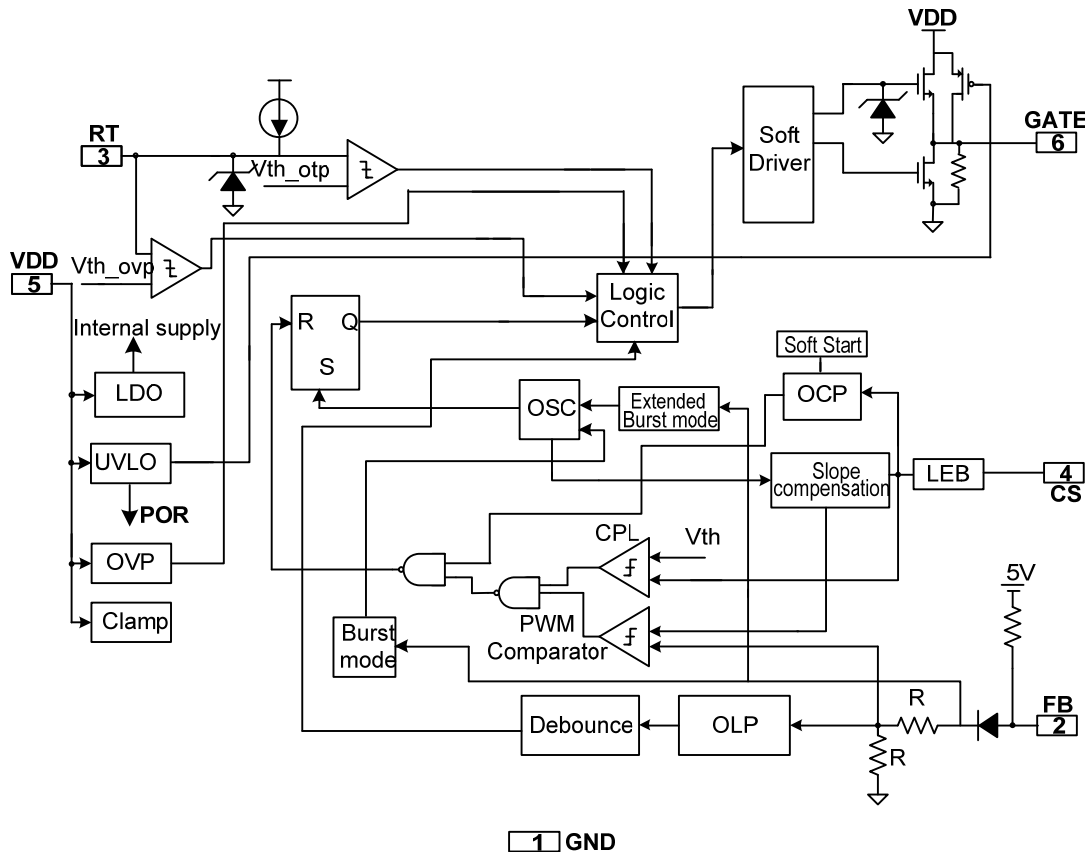 VDD
RT
3
Vth_otp
Soft
Driver
GATE
6
VDD
5
Vth_ovp
Logic
Control
Internal supply
R
Q
S
Soft Start
LDO
OSC
Extended
Burst mode
OCP
UVLO
Slope
compensation
LEB
4
CS
POR
CPL
Vth
OVP
5V
Clamp
Burst
mode
PWM
Comparator
R
FB
2
Debounce
OLP
R
1
GND